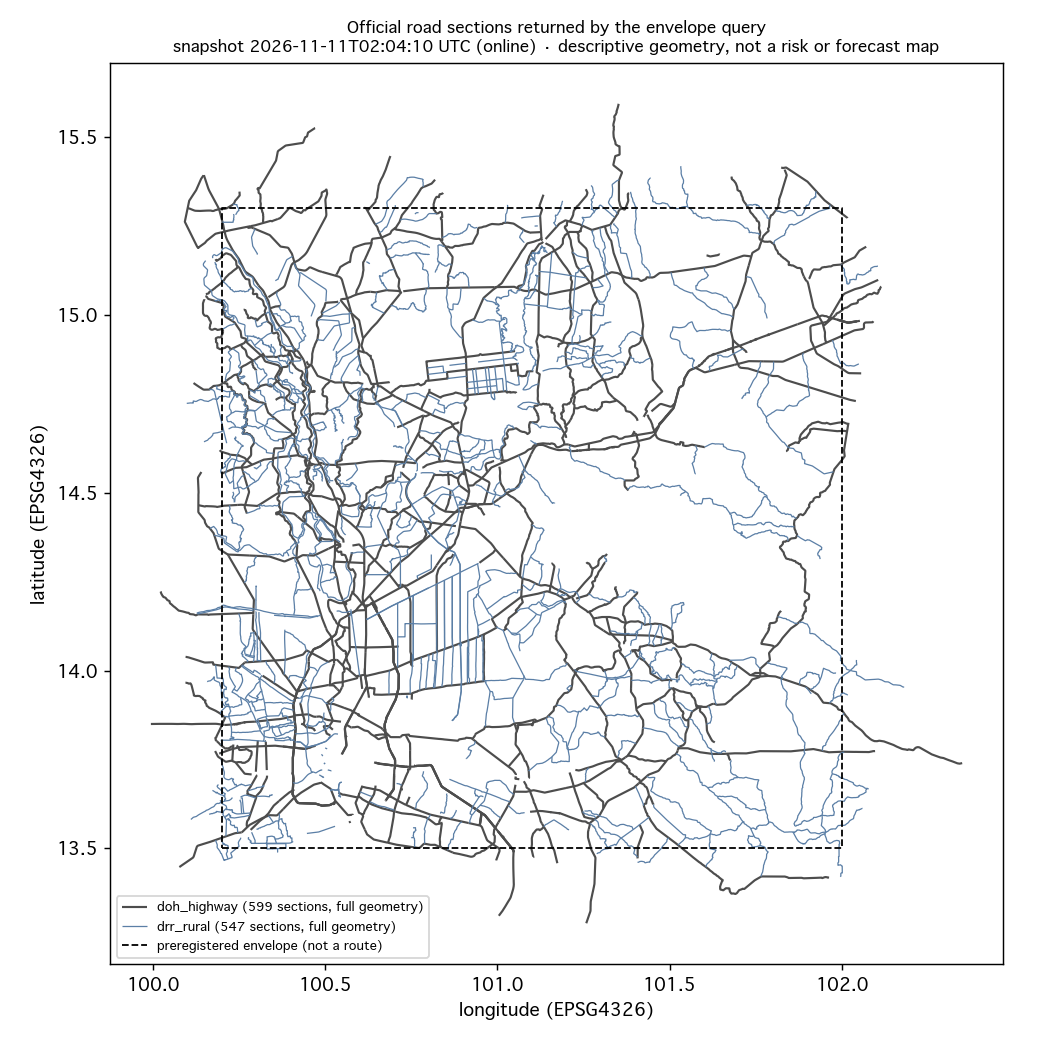 Official road sections returned by the envelope query
snapshot 2026-11-11T02:04:10 UTC (online) · descriptive geometry, not a risk or forecast map
15.5
15.0
14.5
14.0
13.5
latitude (EPSG4326)
doh_highway (599 sections, full geometry)
drr_rural (547 sections, full geometry)
preregistered envelope (not a route)
100.0 100.5 101.0 101.5 102.0
longitude (EPSG4326)